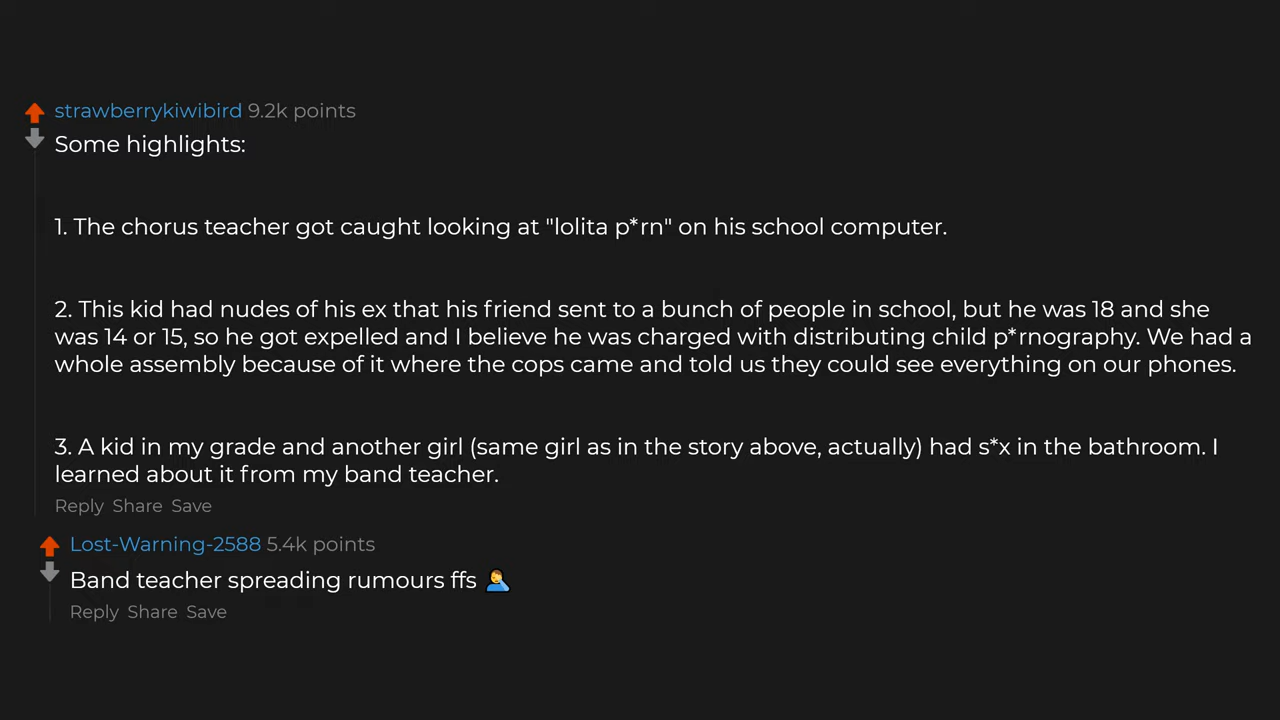 strawberrykiwibird 9.2k points
Some highlights:
1. The chorus teacher got caught looking at "lolita p*rn" on his school computer.
2. This kid had nudes of his ex that his friend sent to a bunch of people in school, but he was 18 and she
was 14 or 15, so he got expelled and I believe he was charged with distributing child p*rnography. We had a
whole assembly because of it where the cops came and told us they could see everything on our phones.
3. A kid in my grade and another girl (same girl as in the story above, actually) had s*x in the bathroom. I
learned about it from my band teacher.
Reply Share Save
Lost-Warning-2588 5.4k points
Band teacher spreading rumours ffs 🤦‍♂️
Reply Share Save